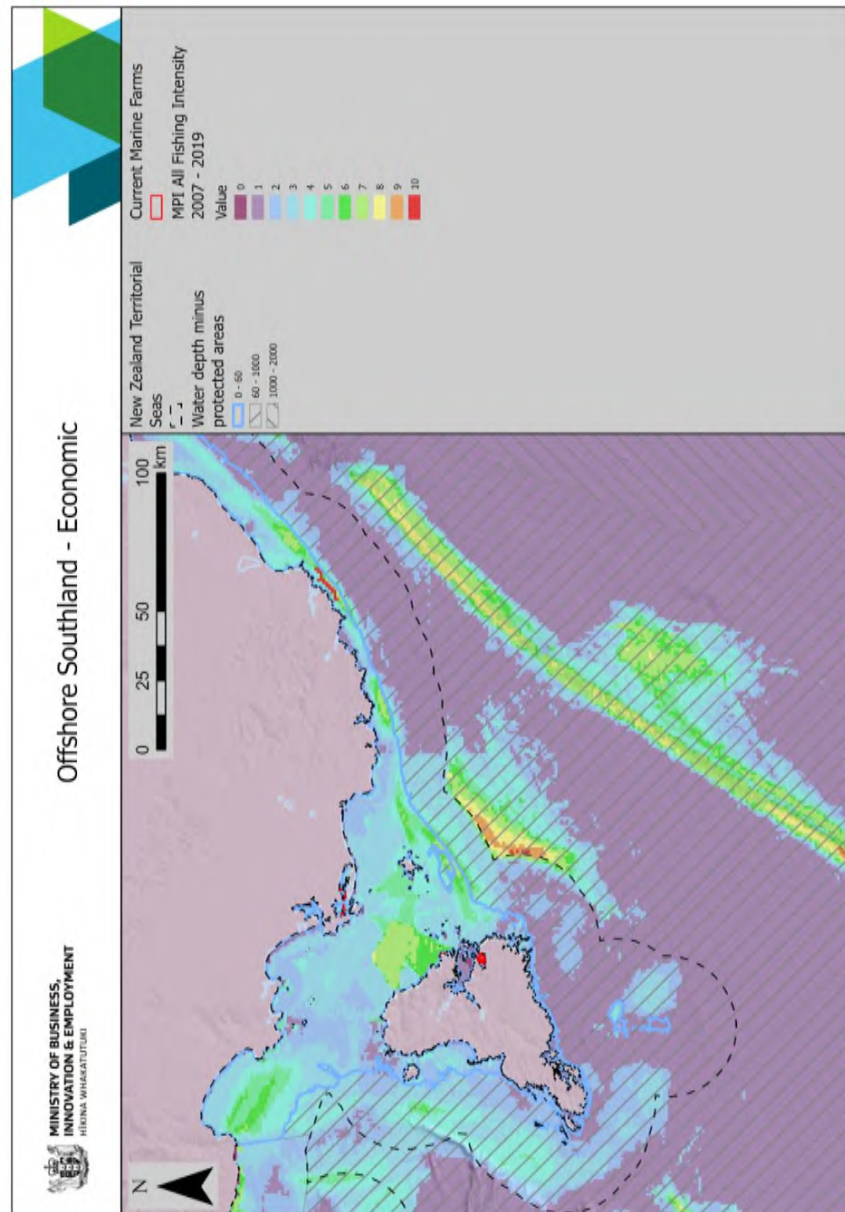 MINISTRY OF BUSINESS,
INNOVATION & EMPLOYMENT
HĪKINA WHAKATUTUKI
Offshore Southland - Economic
N
0 25 50 100
km
New Zealand Territorial
Seas
Water depth minus
protected areas
0 - 60
60 - 1000
1000 - 2000
Current Marine Farms
MPI All Fishing Intensity
2007 - 2019
Value
0
1
2
3
4
5
6
7
8
9
10